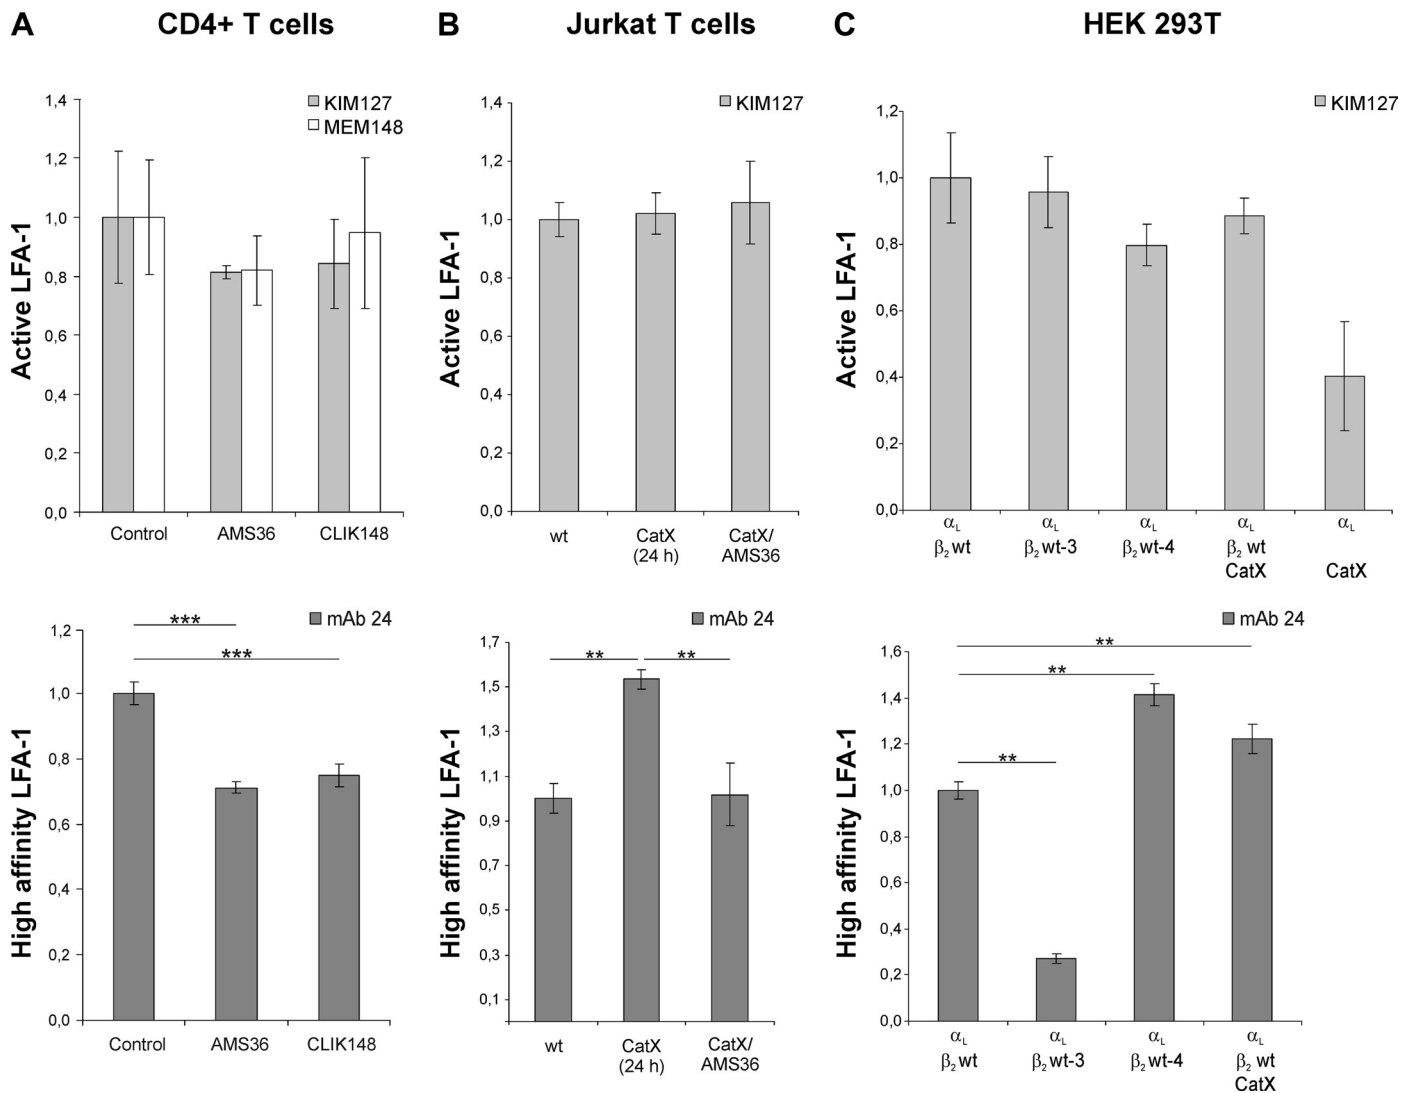 A CD4+ T cells
B Jurkat T cells
C HEK 293T
KIM127
MEM148
Active LFA-1
1,4
1,2
1,0
0,8
0,6
0,4
0,2
0,0
Control AMS36 CLIK148
KIM127
Active LFA-1
1,4
1,2
1,0
0,8
0,6
0,4
0,2
0,0
wt CatX CatX/
(24 h) AMS36
KIM127
Active LFA-1
1,2
1,0
0,8
0,6
0,4
0,2
0,0
αL αL αL αL αL
β2 wt β2 wt-3 β2 wt-4 β2 wt
CatX CatX
mAb 24
High affinity LFA-1
1,2
1,0
0,8
0,6
0,4
0,2
0,0
***
***
Control AMS36 CLIK148
mAb 24
High affinity LFA-1
1,7
1,5
1,3
1,1
0,9
0,7
0,5
0,3
0,1
** **
wt CatX CatX/
(24 h) AMS36
mAb 24
High affinity LFA-1
1,6
1,4
1,2
1,0
0,8
0,6
0,4
0,2
0,0
**
**
**
αL αL αL αL
β2 wt β2 wt-3 β2 wt-4 β2 wt
CatX